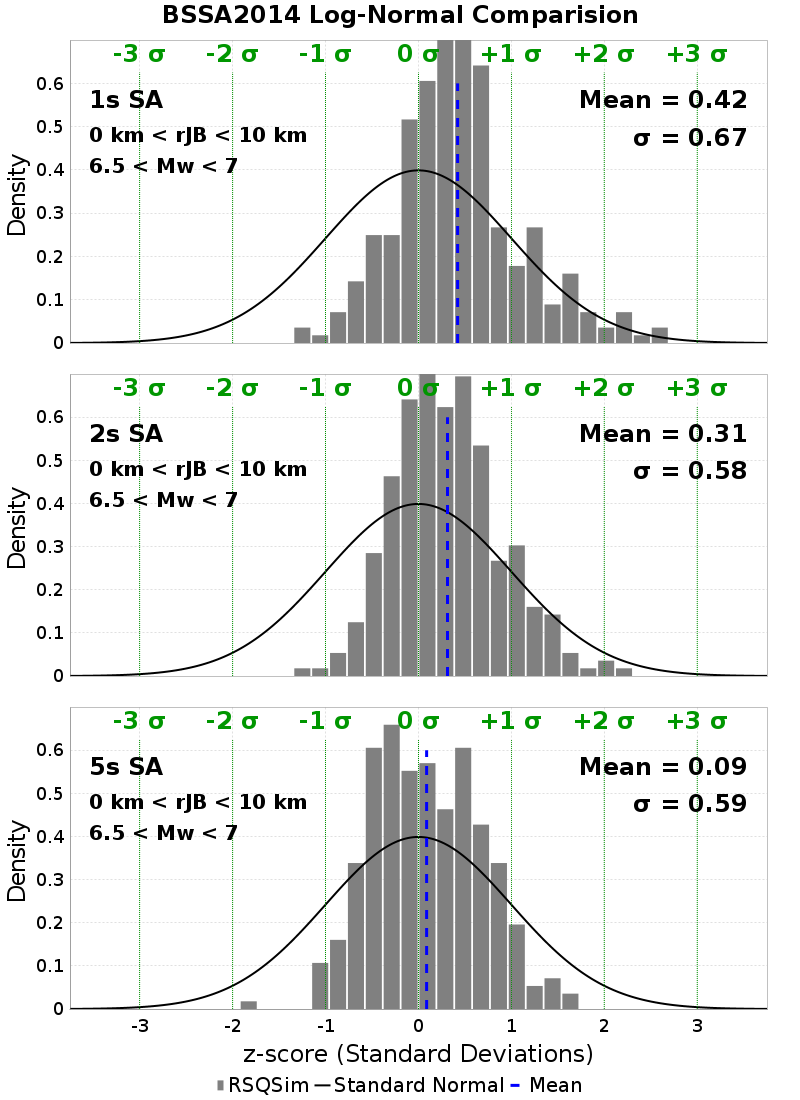 BSSA2014 Log-Normal Comparision
-3 σ -2 σ -1 σ 0 σ +1 σ +2 σ +3 σ
1s SA
0 km < rJB < 10 km
6.5 < Mw < 7
Mean = 0.42
σ = 0.67
Density
0.6
0.5
0.4
0.3
0.2
0.1
0
-3 σ -2 σ -1 σ 0 σ +1 σ +2 σ +3 σ
2s SA
0 km < rJB < 10 km
6.5 < Mw < 7
Mean = 0.31
σ = 0.58
Density
0.6
0.5
0.4
0.3
0.2
0.1
0
-3 σ -2 σ -1 σ 0 σ +1 σ +2 σ +3 σ
5s SA
0 km < rJB < 10 km
6.5 < Mw < 7
Mean = 0.09
σ = 0.59
Density
0.6
0.5
0.4
0.3
0.2
0.1
0
-3 -2 -1 0 1 2 3
z-score (Standard Deviations)
RSQSim Standard Normal Mean